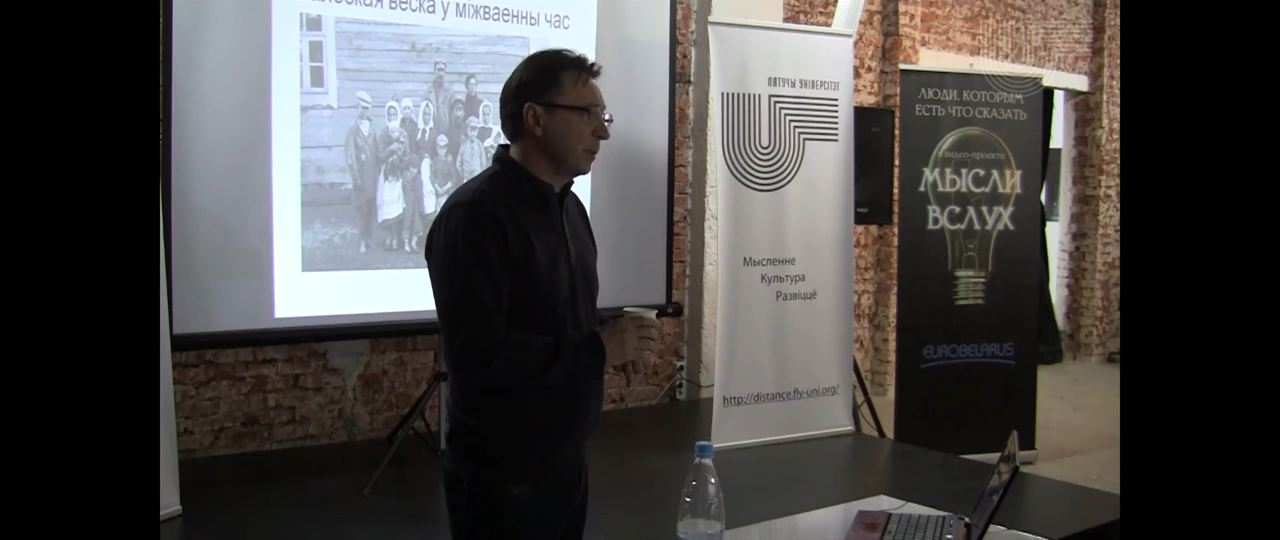 веска у міжваенны час
ЛЯТУЧЫ УНІВЕРСІТЭТ
Мысленне
Культура
Развіццё
http://distance.fly-uni.org/
ЛЮДИ, КОТОРЫМ
ЕСТЬ ЧТО СКАЗАТЬ
в видео-проекте
МЫСЛИ
ВСЛУХ
EUROBELARUS